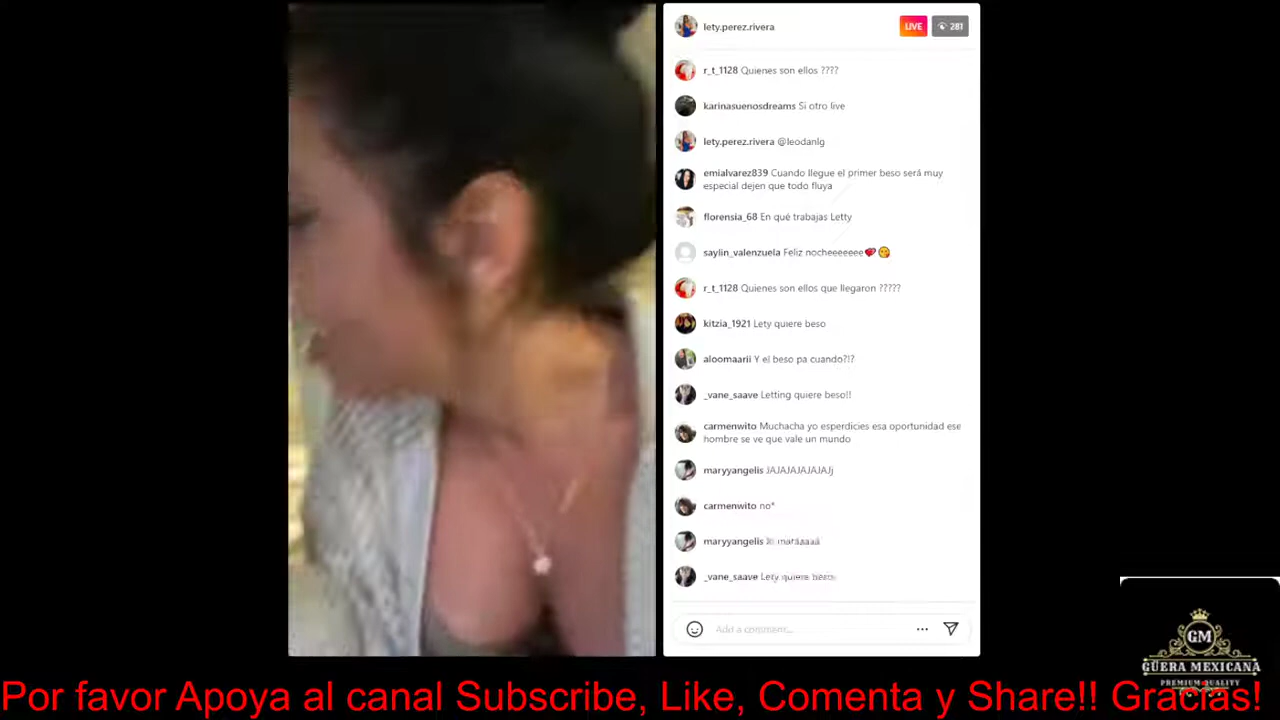 lety.perez.rivera
LIVE
281
r_t_1128 Quienes son ellos ????
karinasuenosdreams Si otro live
lety.perez.rivera @leodanlg
emialvarez839 Cuando llegue el primer beso será muy
especial dejen que todo fluya
florensia_68 En qué trabajas Letty
saylin_valenzuela Feliz nocheeeeeee💝😘
r_t_1128 Quienes son ellos que llegaron ?????
kitzia_1921 Lety quiere beso
aloomaarii Y el beso pa cuando?!?
_vane_saave Letting quiere beso!!
carmenwito Muchacha yo esperdicies esa oportunidad ese
hombre se ve que vale un mundo
maryyangelis JAJAJAJAJAJAJj
carmenwito no*
maryyangelis
_vane_saave Lety quiere beso
Add a comment...
GM
GÜERA MEXICANA
PREMIUM QUALITY
Por favor Apoya al canal Subscribe, Like, Comenta y Share!! Gracias!